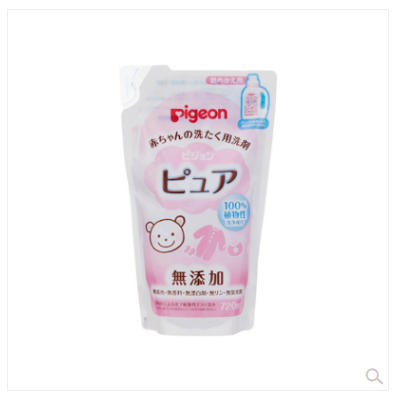 詰めかえ用
Pigeon
赤ちゃんの洗たく用洗剤
ピジョン
ピュア
100%
植物性
無添加
720ml